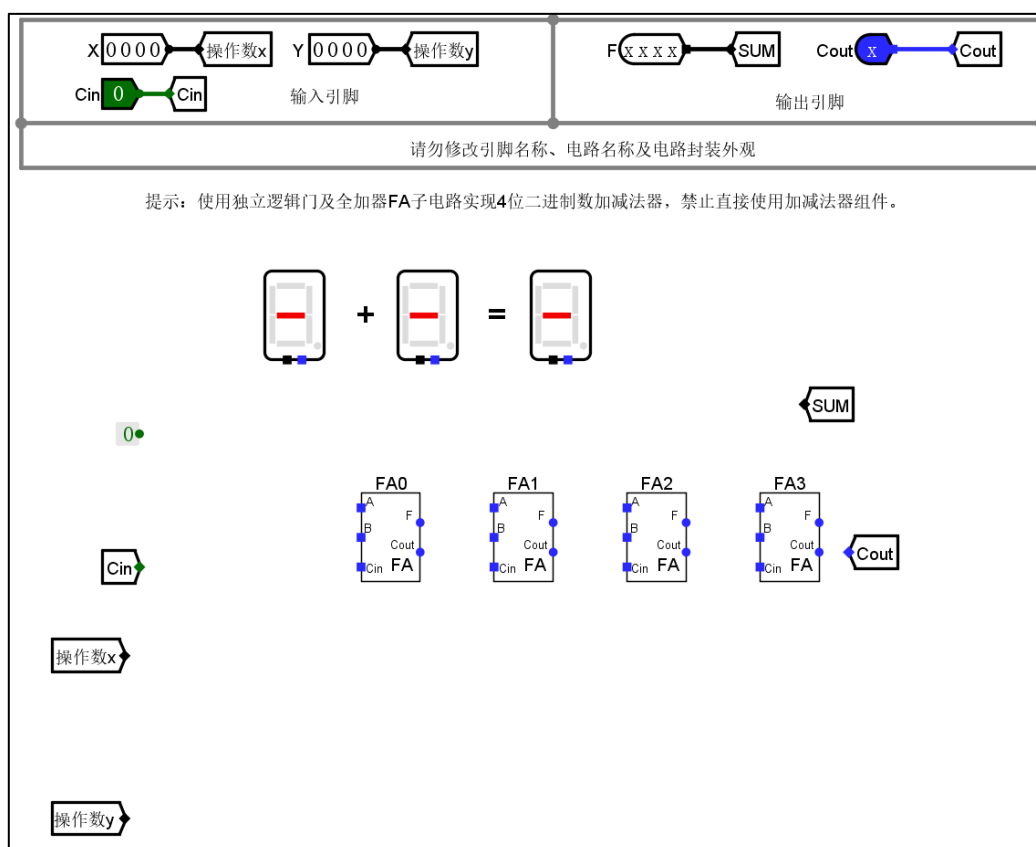 X 0000 操作数x Y 0000 操作数y F xxxx SUM Cout x Cout
Cin 0 Cin 输入引脚 输出引脚
请勿修改引脚名称、电路名称及电路封装外观
提示：使用独立逻辑门及全加器FA子电路实现4位二进制数加减法器，禁止直接使用加减法器组件。
+ =
SUM
0
FA0 FA1 FA2 FA3
A A A A
F F F F
B B B B
Cout Cout Cout Cout Cout
Cin Cin FA Cin FA Cin FA Cin FA
操作数x
操作数y